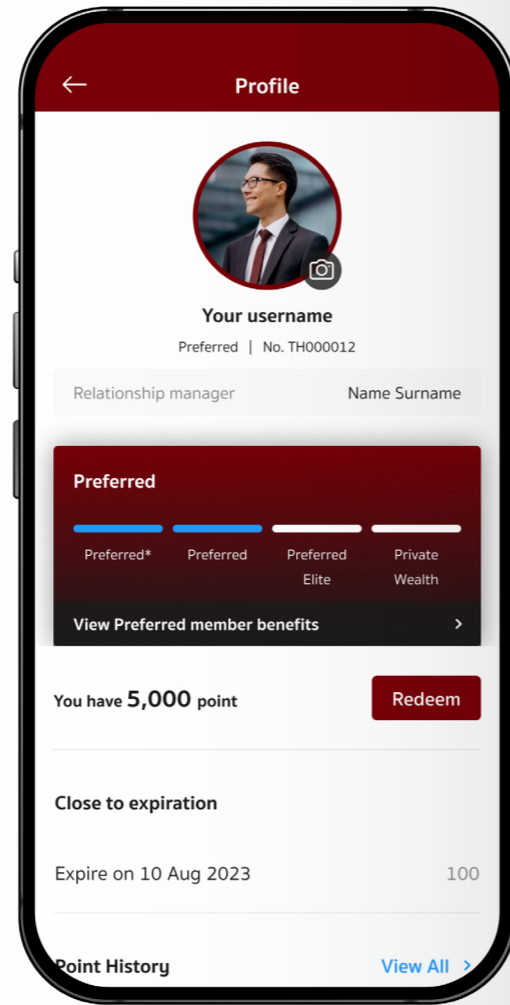 Profile
Your username
Preferred | No. TH000012
Relationship manager Name Surname
Preferred
Preferred* Preferred Preferred Elite Private Wealth
View Preferred member benefits
You have 5,000 point Redeem
Close to expiration
Expire on 10 Aug 2023 100
Point History View All